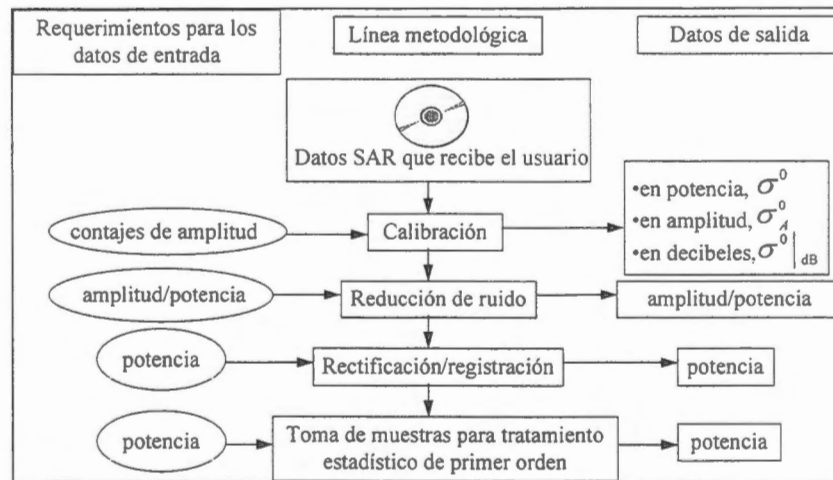 Requerimientos para los
datos de entrada
Línea metodológica
Datos de salida
Datos SAR que recibe el usuario
contajes de amplitud
Calibración
•en potencia, σ⁰
•en amplitud, σ⁰_A
•en decibeles, σ⁰|dB
amplitud/potencia
Reducción de ruido
amplitud/potencia
potencia
Rectificación/registración
potencia
potencia
Toma de muestras para tratamiento
estadístico de primer orden
potencia